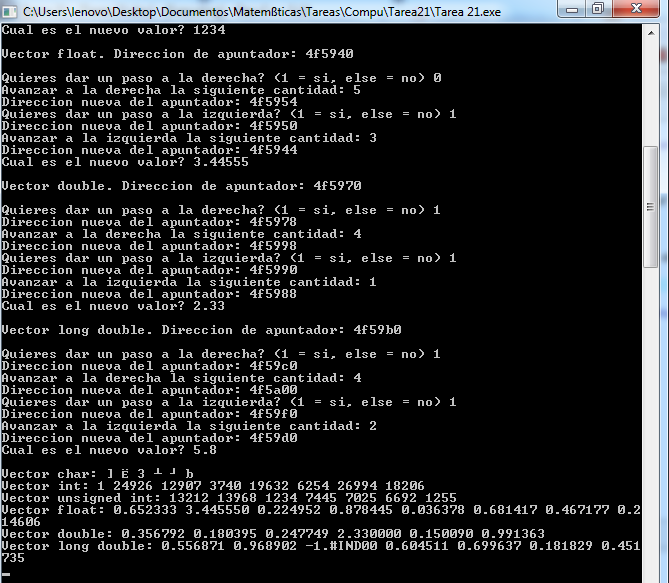 C:\Users\lenovo\Desktop\Documentos\Matemßticas\Tareas\Compu\Tarea21\Tarea 21.exe
Cual es el nuevo valor? 1234
Vector float. Direccion de apuntador: 4f5940
Quieres dar un paso a la derecha? (1 = si, else = no) 0
Avanzar a la derecha la siguiente cantidad: 5
Direccion nueva del apuntador: 4f5954
Quieres dar un paso a la izquierda? (1 = si, else = no) 1
Direccion nueva del apuntador: 4f5950
Avanzar a la izquierda la siguiente cantidad: 3
Direccion nueva del apuntador: 4f5944
Cual es el nuevo valor? 3.44555
Vector double. Direccion de apuntador: 4f5970
Quieres dar un paso a la derecha? (1 = si, else = no) 1
Direccion nueva del apuntador: 4f5978
Avanzar a la derecha la siguiente cantidad: 4
Direccion nueva del apuntador: 4f5998
Quieres dar un paso a la izquierda? (1 = si, else = no) 1
Direccion nueva del apuntador: 4f5990
Avanzar a la izquierda la siguiente cantidad: 1
Direccion nueva del apuntador: 4f5988
Cual es el nuevo valor? 2.33
Vector long double. Direccion de apuntador: 4f59b0
Quieres dar un paso a la derecha? (1 = si, else = no) 1
Direccion nueva del apuntador: 4f59c0
Avanzar a la derecha la siguiente cantidad: 4
Direccion nueva del apuntador: 4f5a00
Quieres dar un paso a la izquierda? (1 = si, else = no) 1
Direccion nueva del apuntador: 4f59f0
Avanzar a la izquierda la siguiente cantidad: 2
Direccion nueva del apuntador: 4f59d0
Cual es el nuevo valor? 5.8
Vector char: ] Ë 3 ┴ ┘ b
Vector int: 1 24926 12907 3740 19632 6254 26994 18206
Vector unsigned int: 13212 13968 1234 7445 7025 6692 1255
Vector float: 0.652333 3.445550 0.224952 0.878445 0.036378 0.681417 0.467177 0.2
14606
Vector double: 0.356792 0.180395 0.247749 2.330000 0.150090 0.991363
Vector long double: 0.556871 0.968902 -1.#IND00 0.604511 0.699637 0.181829 0.451
735